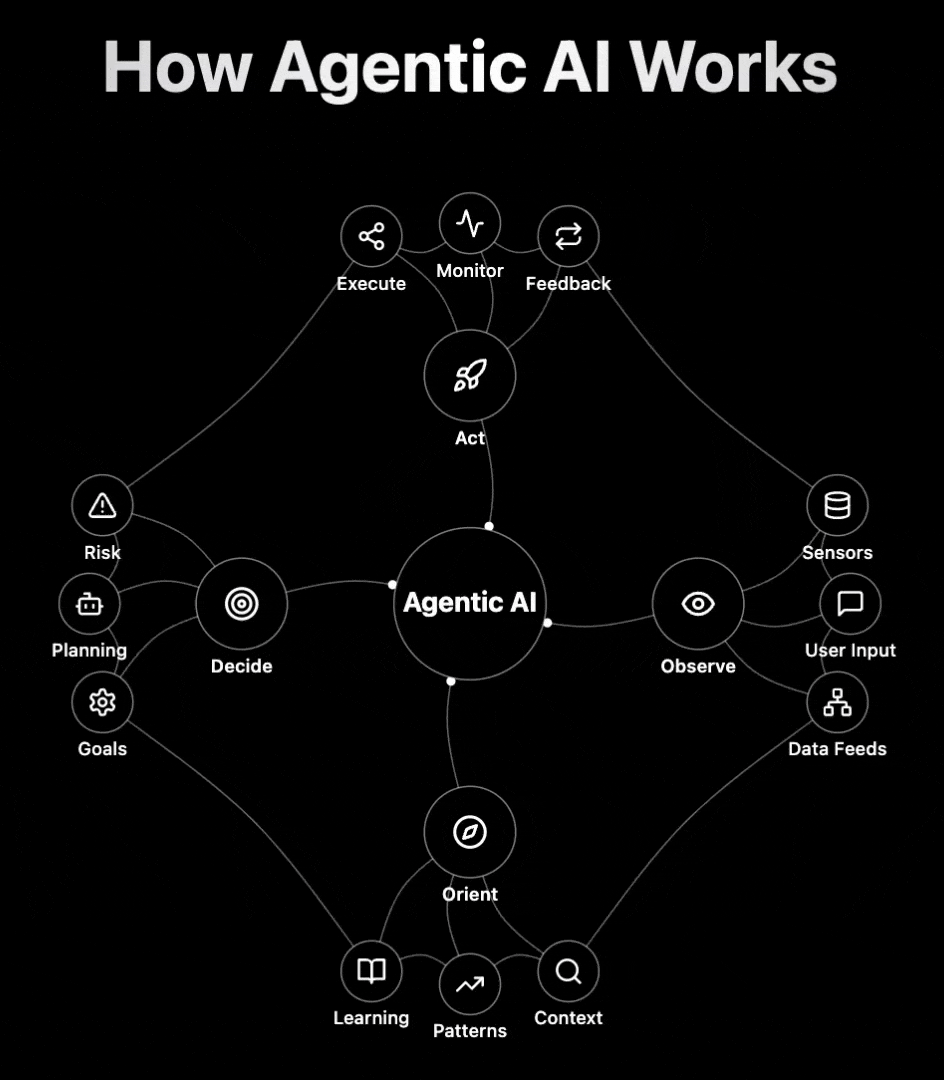 How Agentic AI Works
Execute
Monitor
Feedback
Act
Risk
Planning
Goals
Decide
Agentic AI
Observe
Sensors
User Input
Data Feeds
Orient
Learning
Patterns
Context